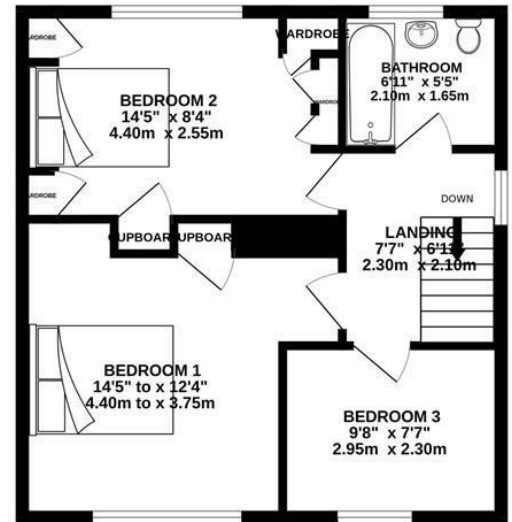 WARDROBE
BATHROOM
6'11" x 5'5"
2.10m x 1.65m
BEDROOM 2
14'5" x 8'4"
4.40m x 2.55m
DOWN
LANDING
2.30m x 2.10m
BEDROOM 1
14'5" to x 12'4"
4.40m to x 3.75m
BEDROOM 3
9'8" x 7'7"
2.95m x 2.30m